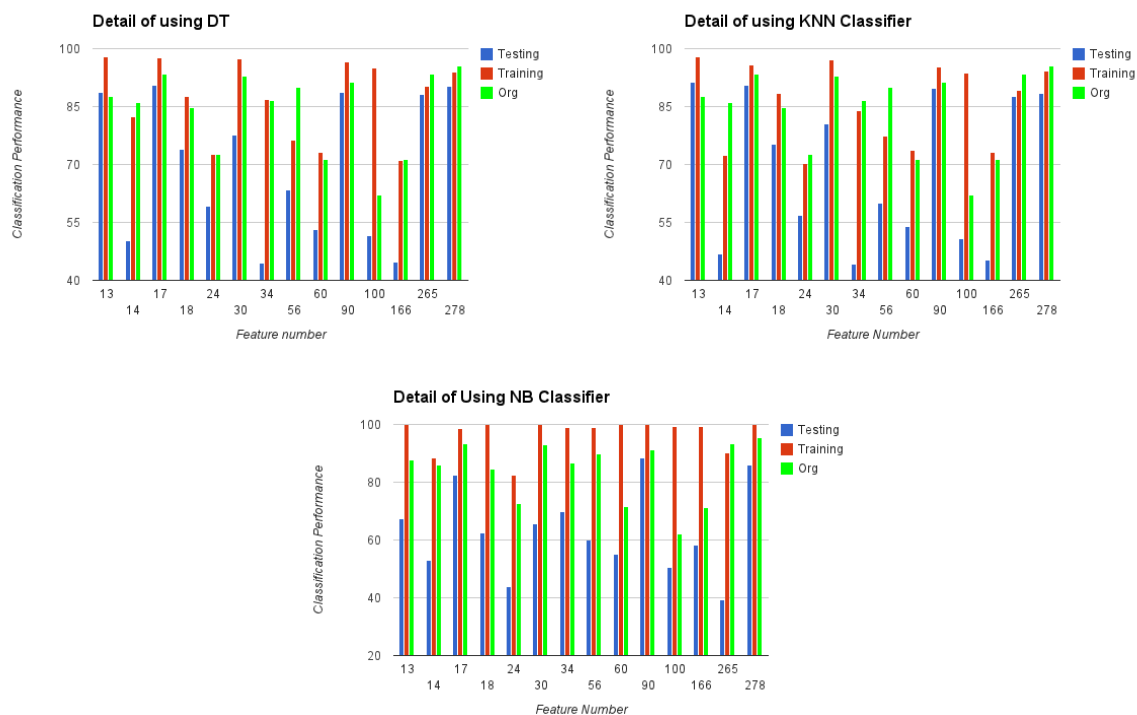 Detail of using DT
100
85
70
55
40
Classification Performance
13 17 24 34 60 100 265
14 18 30 56 90 166 278
Feature number
Testing
Training
Org
Detail of using KNN Classifier
100
85
70
55
40
Classification Performance
13 17 24 34 60 100 265
14 18 30 56 90 166 278
Feature Number
Testing
Training
Org
Detail of Using NB Classifier
100
80
60
40
20
Classification Performance
13 17 24 34 60 100 265
14 18 30 56 90 166 278
Feature Number
Testing
Training
Org